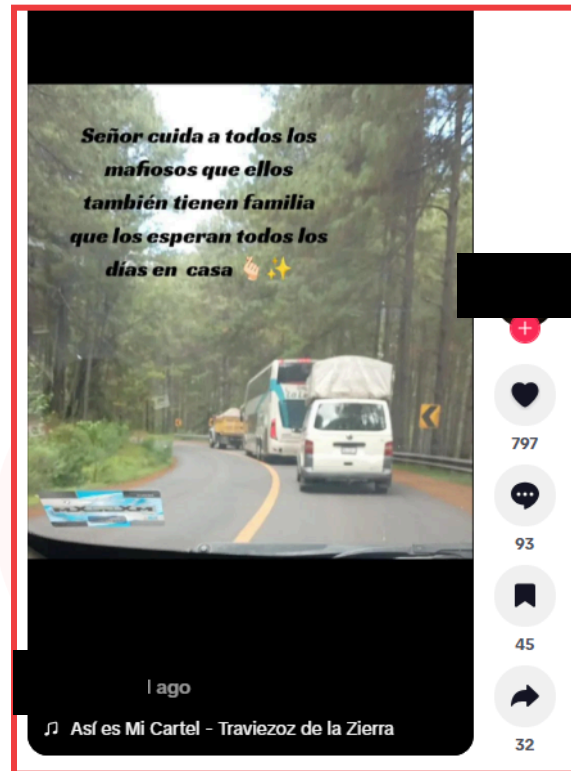 Señor cuida a todos los
mafiosos que ellos
también tienen familia
que los esperan todos los
días en casa 🫰🏻✨
797
93
45
32
l ago
♫ Así es Mi Cartel - Traviezoz de la Zierra